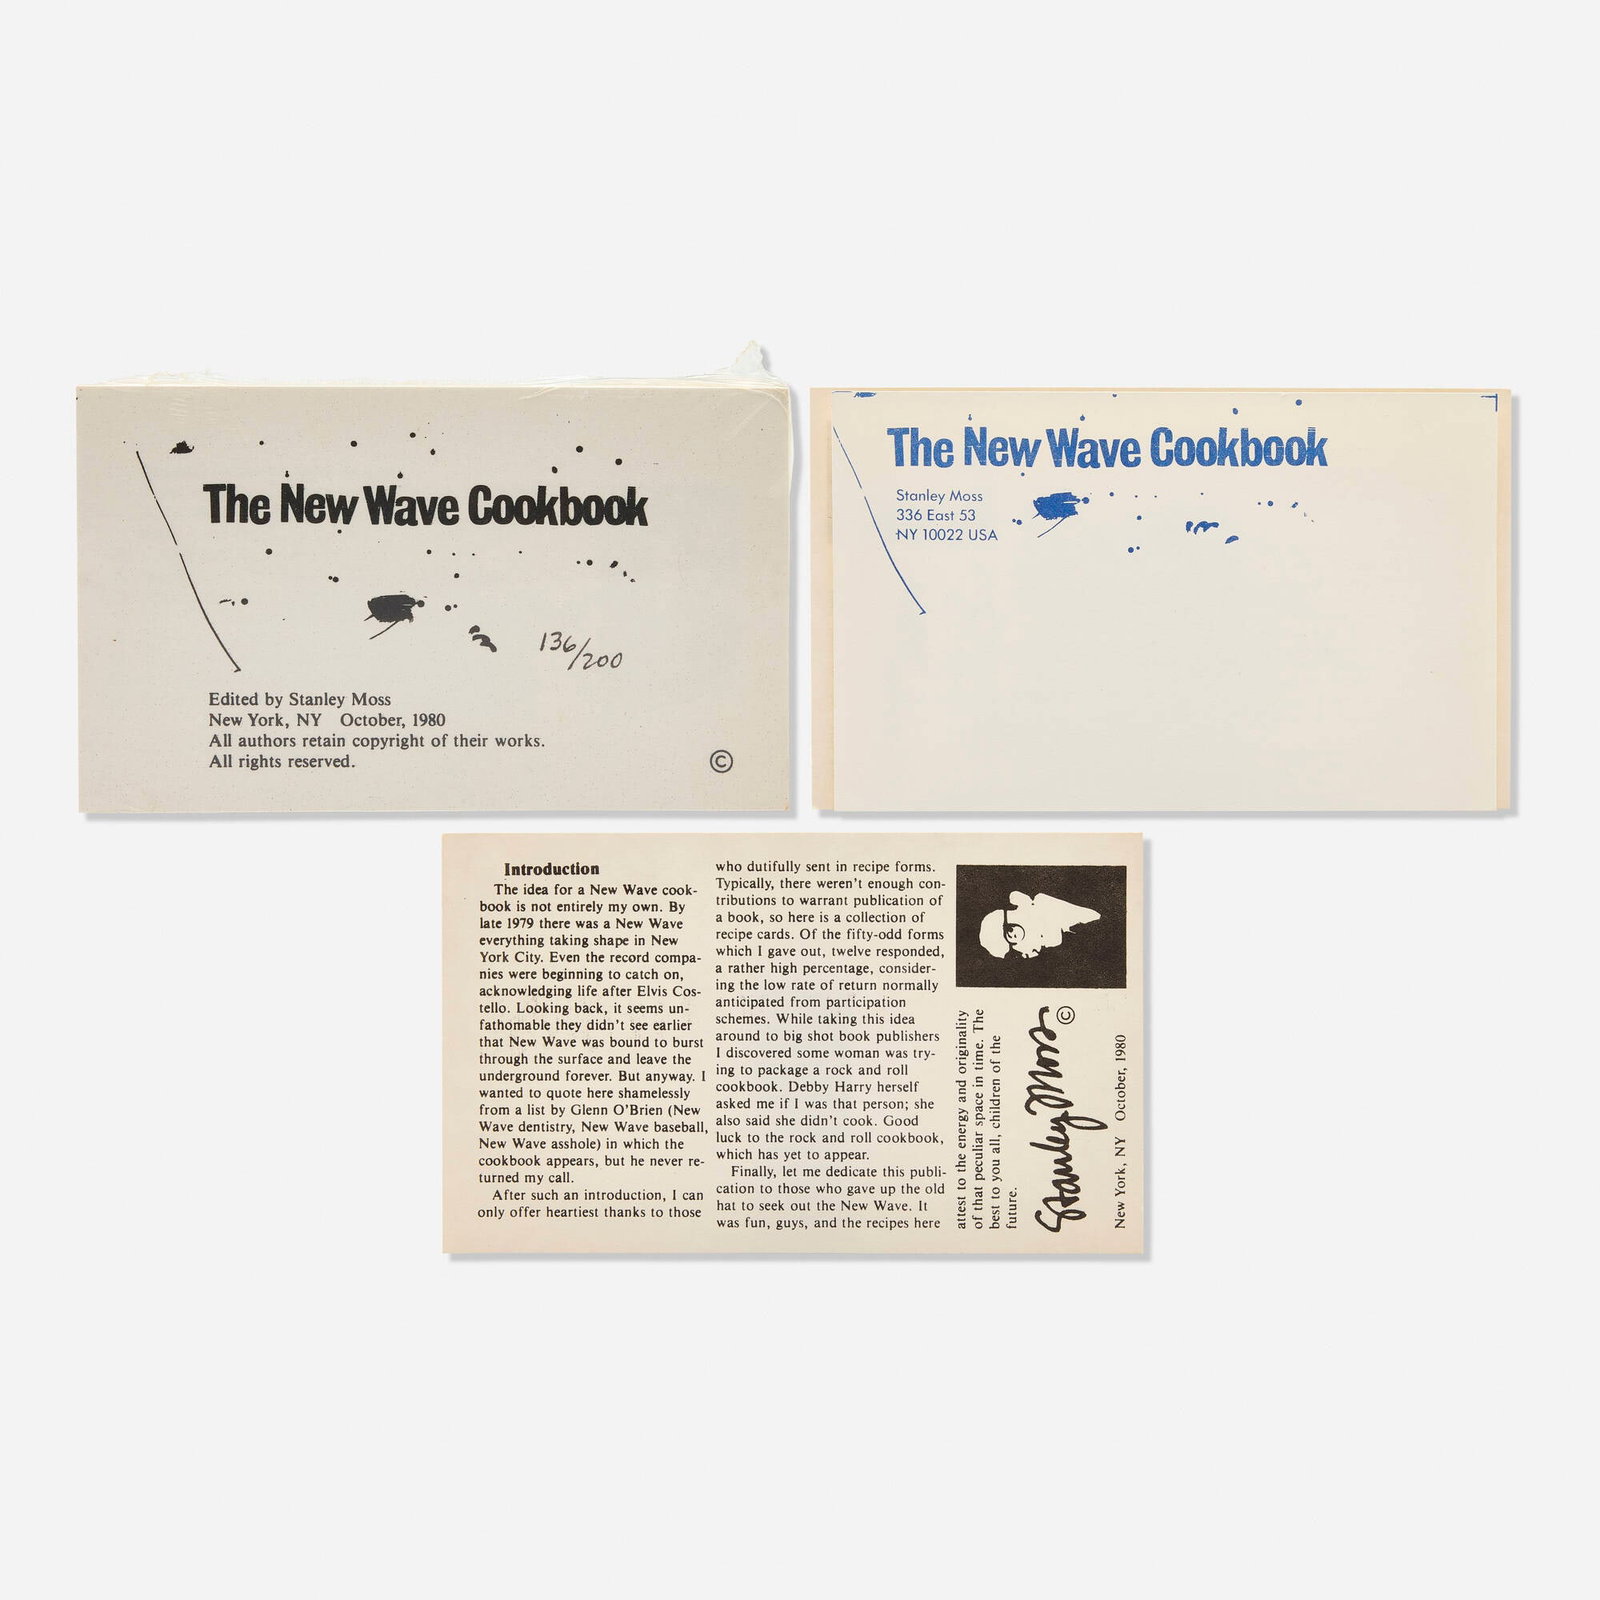 The New Wave Cookbook
136/200
Edited by Stanley Moss
New York, NY October, 1980
All authors retain copyright of their works.
All rights reserved.
©
The New Wave Cookbook
Stanley Moss
336 East 53
NY 10022 USA
Introduction
The idea for a New Wave cook-
book is not entirely my own. By
late 1979 there was a New Wave
everything taking shape in New
York City. Even the record compa-
nies were beginning to catch on,
acknowledging life after Elvis Cos-
tello. Looking back, it seems un-
fathomable they didn't see earlier
that New Wave was bound to burst
through the surface and leave the
underground forever. But anyway. I
wanted to quote here shamelessly
from a list by Glenn O'Brien (New
Wave dentistry, New Wave baseball,
New Wave asshole) in which the
cookbook appears, but he never re-
turned my call.
After such an introduction, I can
only offer heartiest thanks to those
who dutifully sent in recipe forms.
Typically, there weren't enough con-
tributions to warrant publication of
a book, so here is a collection of
recipe cards. Of the fifty-odd forms
which I gave out, twelve responded,
a rather high percentage, consider-
ing the low rate of return normally
anticipated from participation
schemes. While taking this idea
around to big shot book publishers
I discovered some woman was try-
ing to package a rock and roll
cookbook. Debby Harry herself
asked me if I was that person; she
also said she didn't cook. Good
luck to the rock and roll cookbook,
which has yet to appear.
Finally, let me dedicate this publi-
cation to those who gave up the old
hat to seek out the New Wave. It
was fun, guys, and the recipes here
attest to the energy and originality
of that peculiar space in time. The
best to you all, children of the
future.
Stanley Moss ©
New York, NY October, 1980